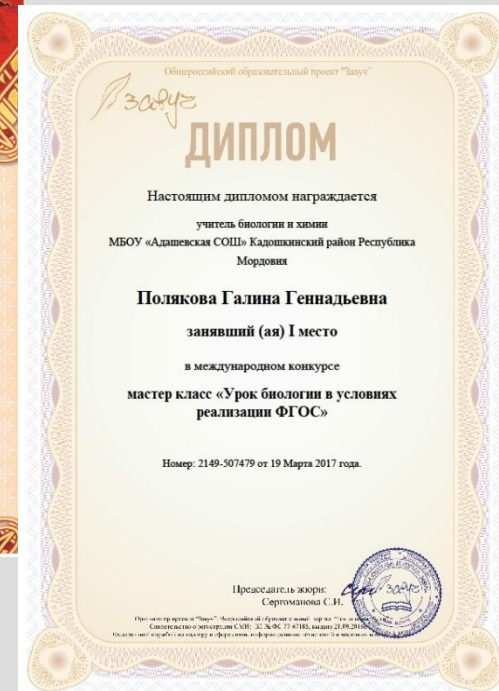 Общероссийский образовательный проект "Завуч"
Завуч
ДИПЛОМ
Настоящим дипломом награждается
учитель биологии и химии
МБОУ «Адашевская СОШ» Кадошкинский район Республика
Мордовия
Полякова Галина Геннадьевна
занявший (ая) I место
в международном конкурсе
мастер класс «Урок биологии в условиях
реализации ФГОС»
Номер: 2149-507479 от 19 Марта 2017 года.
Председатель жюри:
Сергоманова С.И.